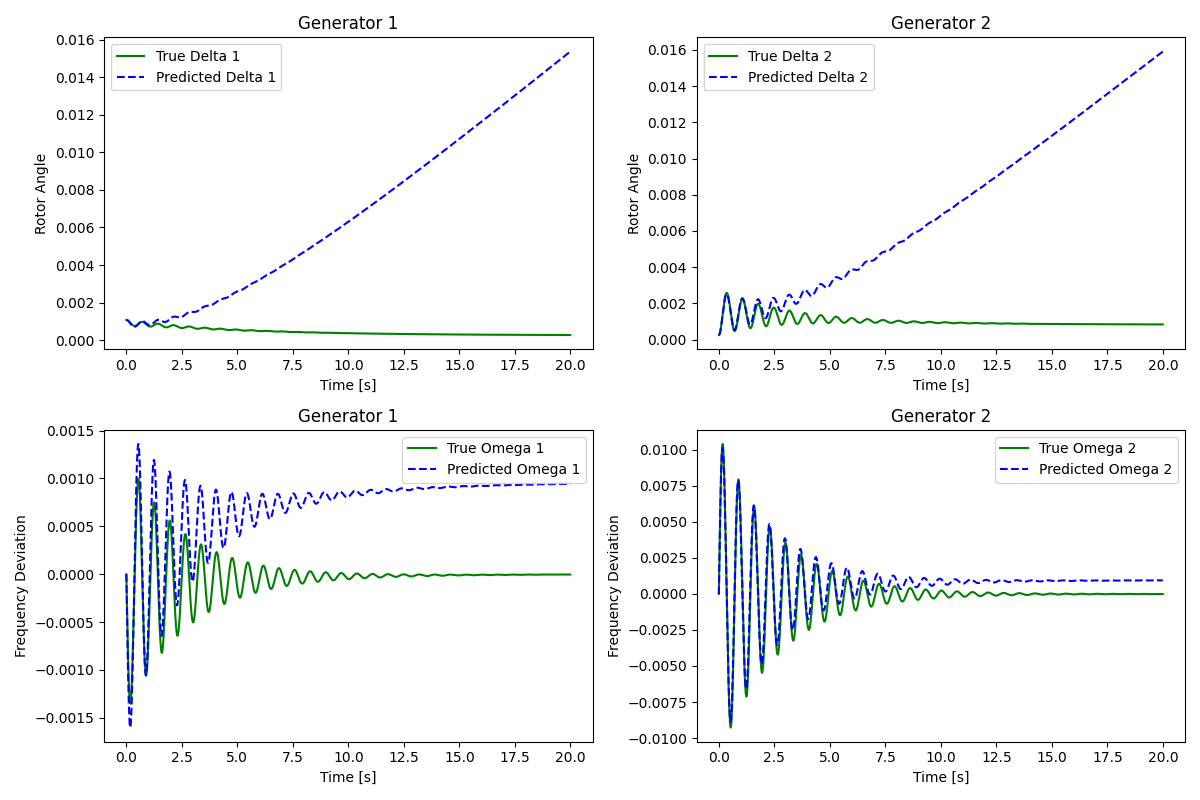 Generator 1
0.016
0.014
0.012
0.010
0.008
0.006
0.004
0.002
0.000
Rotor Angle
True Delta 1
Predicted Delta 1
0.0 2.5 5.0 7.5 10.0 12.5 15.0 17.5 20.0
Time [s]
Generator 2
0.016
0.014
0.012
0.010
0.008
0.006
0.004
0.002
0.000
Rotor Angle
True Delta 2
Predicted Delta 2
0.0 2.5 5.0 7.5 10.0 12.5 15.0 17.5 20.0
Time [s]
Generator 1
0.0015
0.0010
0.0005
0.0000
−0.0005
−0.0010
−0.0015
Frequency Deviation
True Omega 1
Predicted Omega 1
0.0 2.5 5.0 7.5 10.0 12.5 15.0 17.5 20.0
Time [s]
Generator 2
0.0100
0.0075
0.0050
0.0025
0.0000
−0.0025
−0.0050
−0.0075
−0.0100
Frequency Deviation
True Omega 2
Predicted Omega 2
0.0 2.5 5.0 7.5 10.0 12.5 15.0 17.5 20.0
Time [s]